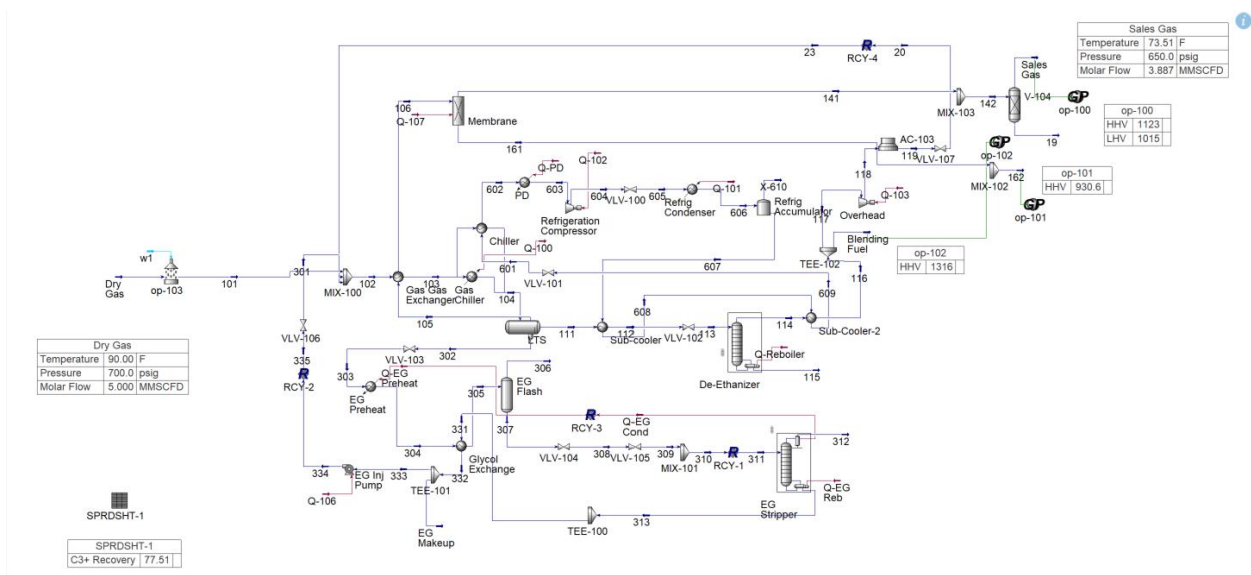 Sales Gas
Temperature 73.51 F
Pressure 650.0 psig
Molar Flow 3.887 MMSCFD
23
RCY-4
20
Sales
Gas
V-104
106
Q-107
Membrane
141
MIX-103
142
op-100
op-100
HHV 1123
LHV 1015
19
161
AC-103
119
VLV-107
118
op-102
MIX-102
162
op-101
op-101
HHV 930.6
Q-PD
Q-102
602
603
PD
604
VLV-100
605
Q-101
Refrig
Condenser
606
X-610
Refrig
Accumulator
Refrigeration
Compressor
117
Q-103
Overhead
Blending
Fuel
TEE-102
116
op-102
HHV 1316
Chiller
Q-100
601
VLV-101
607
609
w1
Dry
Gas
op-103
101
301
MIX-100
102
Gas Gas
Exchanger
103
Gas
Chiller
104
105
LTS
111
608
Sub-cooler
112
VLV-102
113
114
Sub-Cooler-2
Q-Reboiler
De-Ethanizer
115
VLV-106
335
RCY-2
302
VLV-103
303
Q-EG
Preheat
EG
Preheat
304
305
306
EG
Flash
307
331
Glycol
Exchange
332
RCY-3
Q-EG
Cond
VLV-104
308
VLV-105
309
MIX-101
310
RCY-1
311
312
Q-EG
Reb
EG
Stripper
313
TEE-100
334
EG Inj
Pump
333
TEE-101
Q-106
EG
Makeup
Dry Gas
Temperature 90.00 F
Pressure 700.0 psig
Molar Flow 5.000 MMSCFD
SPRDSHT-1
SPRDSHT-1
C3+ Recovery 77.51